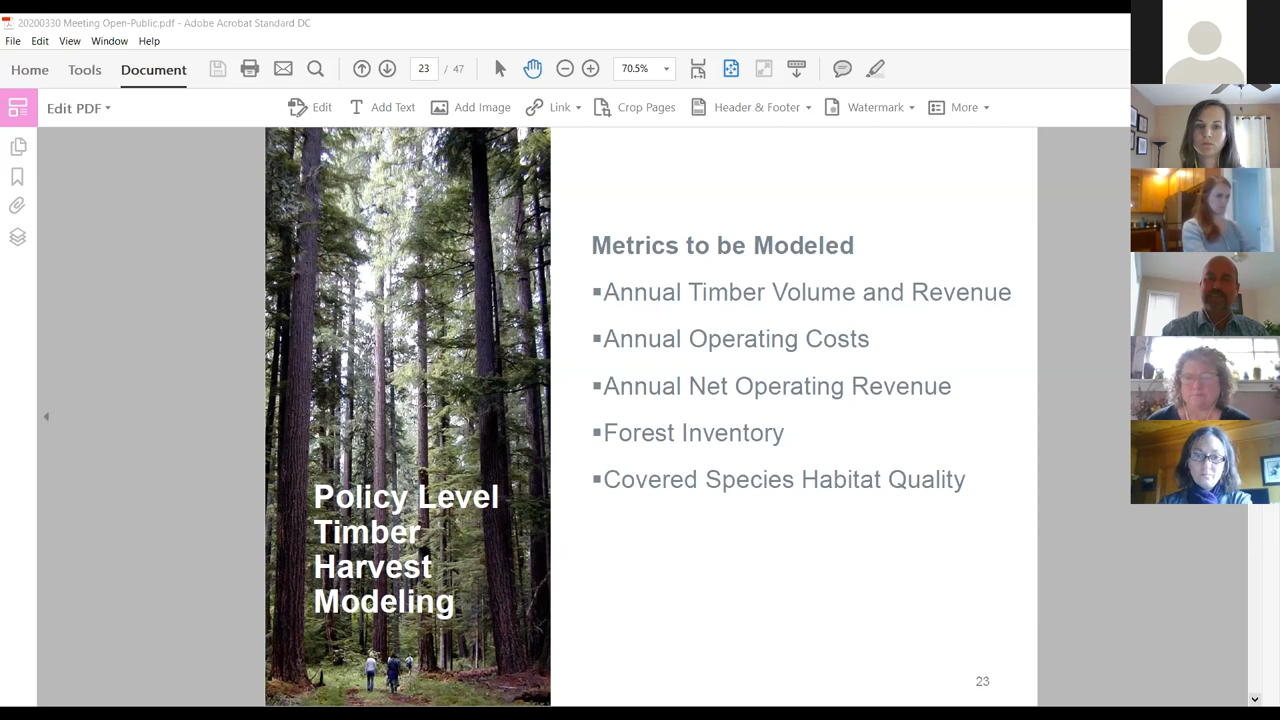 20200330 Meeting Open-Public.pdf - Adobe Acrobat Standard DC
File Edit View Window Help
Home Tools Document 23 / 47 70.5%
Edit PDF Edit Add Text Add Image Link Crop Pages Header & Footer Watermark More
Metrics to be Modeled
▪Annual Timber Volume and Revenue
▪Annual Operating Costs
▪Annual Net Operating Revenue
▪Forest Inventory
▪Covered Species Habitat Quality
Policy Level
Timber
Harvest
Modeling
23